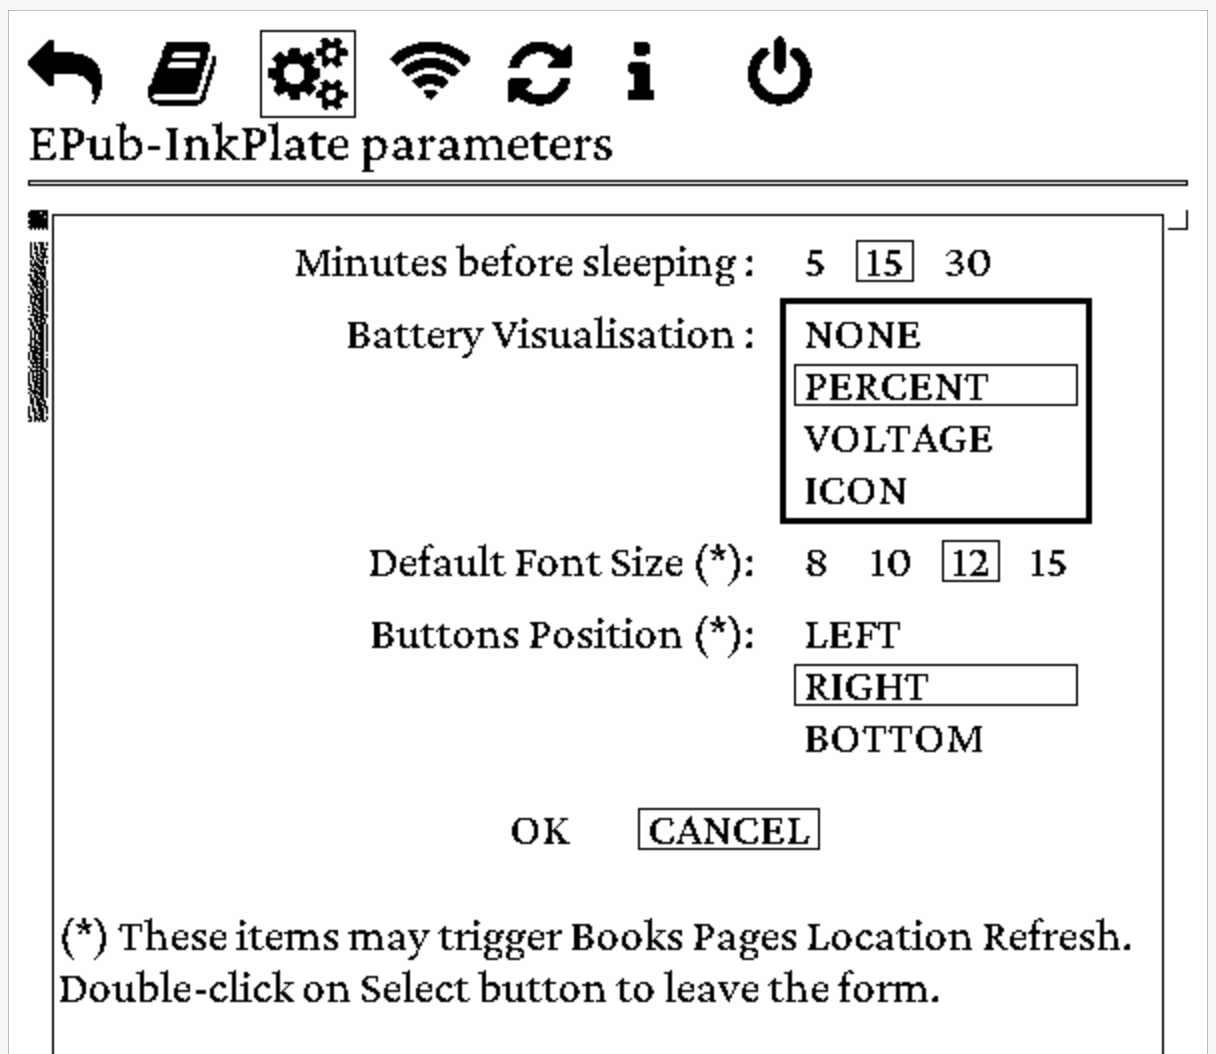 EPub-InkPlate parameters
Minutes before sleeping : 5 15 30
Battery Visualisation : NONE
PERCENT
VOLTAGE
ICON
Default Font Size (*): 8 10 12 15
Buttons Position (*): LEFT
RIGHT
BOTTOM
OK CANCEL
(*) These items may trigger Books Pages Location Refresh.
Double-click on Select button to leave the form.